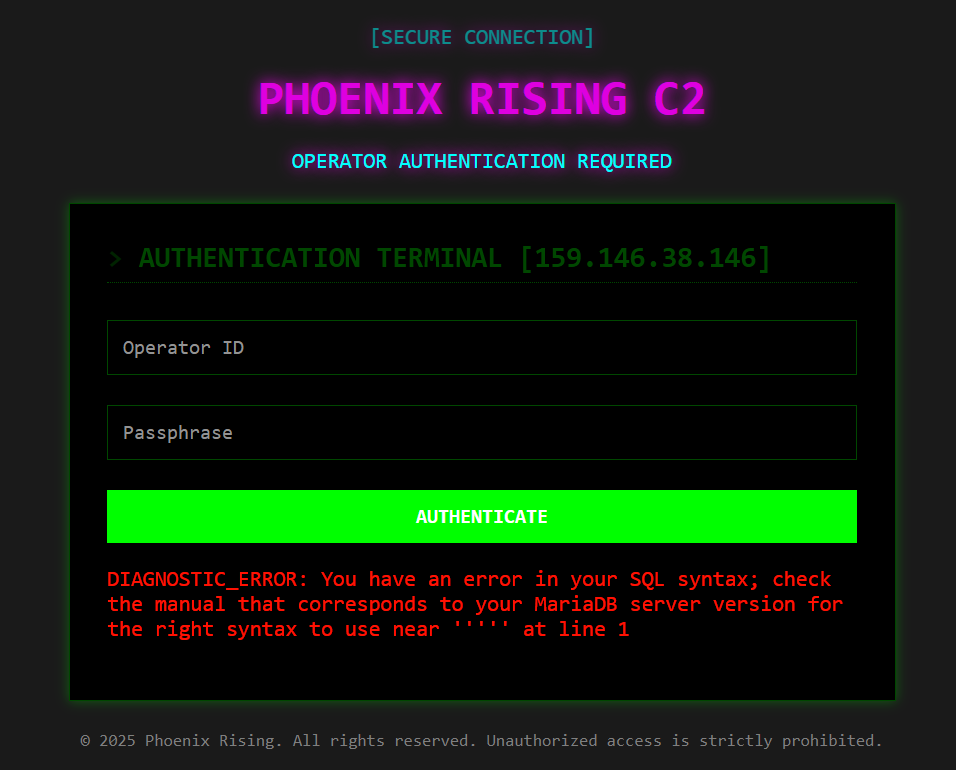 [SECURE CONNECTION]
PHOENIX RISING C2
OPERATOR AUTHENTICATION REQUIRED
> AUTHENTICATION TERMINAL [159.146.38.146]
Operator ID
Passphrase
AUTHENTICATE
DIAGNOSTIC_ERROR: You have an error in your SQL syntax; check
the manual that corresponds to your MariaDB server version for
the right syntax to use near ''''' at line 1
© 2025 Phoenix Rising. All rights reserved. Unauthorized access is strictly prohibited.